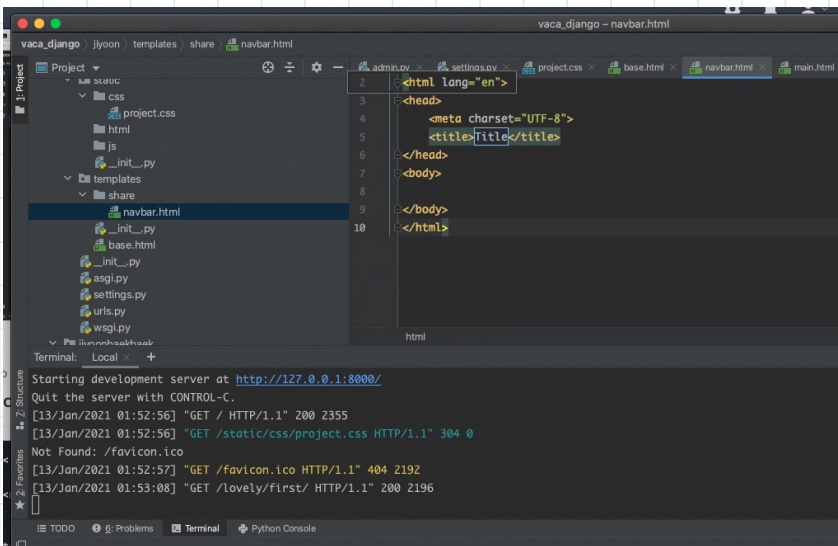 vaca_django – navbar.html
vaca_django jiyoon templates share navbar.html
Project
admin.py settings.py project.css base.html navbar.html main.html
1: Project
static
css
project.css
html
js
__init__.py
templates
share
navbar.html
__init__.py
base.html
__init__.py
asgi.py
settings.py
urls.py
wsgi.py
2 <html lang="en">
3 <head>
4 <meta charset="UTF-8">
5 <title>Title</title>
6 </head>
7 <body>
8
9 </body>
10 </html>
html
Terminal: Local +
Starting development server at http://127.0.0.1:8000/
Quit the server with CONTROL-C.
[13/Jan/2021 01:52:56] "GET / HTTP/1.1" 200 2355
[13/Jan/2021 01:52:56] "GET /static/css/project.css HTTP/1.1" 304 0
Not Found: /favicon.ico
[13/Jan/2021 01:52:57] "GET /favicon.ico HTTP/1.1" 404 2192
[13/Jan/2021 01:53:08] "GET /lovely/first/ HTTP/1.1" 200 2196
Z: Structure
2: Favorites
TODO 6: Problems Terminal Python Console